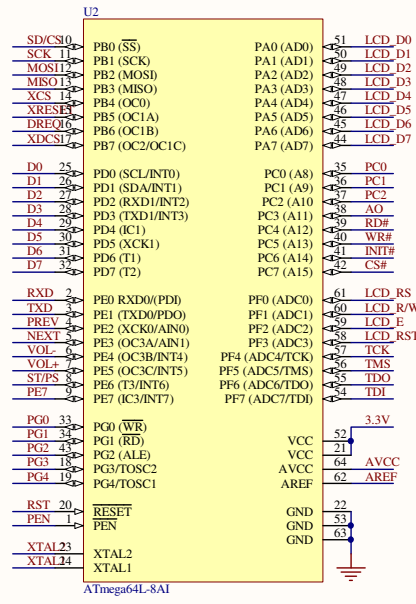 U2
SD/CS 10 PB0 (SS) PA0 (AD0) 51 LCD_D0
SCK 11 PB1 (SCK) PA1 (AD1) 50 LCD_D1
MOSI 12 PB2 (MOSI) PA2 (AD2) 49 LCD_D2
MISO 13 PB3 (MISO) PA3 (AD3) 48 LCD_D3
XCS 14 PB4 (OC0) PA4 (AD4) 47 LCD_D4
XRESET 15 PB5 (OC1A) PA5 (AD5) 46 LCD_D5
DREQ 16 PB6 (OC1B) PA6 (AD6) 45 LCD_D6
XDCS 17 PB7 (OC2/OC1C) PA7 (AD7) 44 LCD_D7
D0 25 PD0 (SCL/INT0) PC0 (A8) 35 PC0
D1 26 PD1 (SDA/INT1) PC1 (A9) 36 PC1
D2 27 PD2 (RXD1/INT2) PC2 (A10 37 PC2
D3 28 PD3 (TXD1/INT3) PC3 (A11) 38 AO
D4 29 PD4 (IC1) PC4 (A12) 39 RD#
D5 30 PD5 (XCK1) PC5 (A13) 40 WR#
D6 31 PD6 (T1) PC6 (A14) 41 INIT#
D7 32 PD7 (T2) PC7 (A15) 42 CS#
RXD 2 PE0 RXD0/(PDI) PF0 (ADC0) 61 LCD_RS
TXD 3 PE1 (TXD0/PDO) PF1 (ADC1) 60 LCD_R/W
PREV 4 PE2 (XCK0/AIN0) PF2 (ADC2) 59 LCD_E
NEXT 5 PE3 (OC3A/AIN1) PF3 (ADC3) 58 LCD_RST
VOL- 6 PE4 (OC3B/INT4) PF4 (ADC4/TCK) 57 TCK
VOL+ 7 PE5 (OC3C/INT5) PF5 (ADC5/TMS) 56 TMS
ST/PS 8 PE6 (T3/INT6) PF6 (ADC6/TDO) 55 TDO
PE7 9 PE7 (IC3/INT7) PF7 (ADC7/TDI) 54 TDI
PG0 33 PG0 (WR) 3.3V
PG1 34 PG1 (RD) VCC 52
PG2 43 PG2 (ALE) VCC 21
PG3 18 PG3/TOSC2 AVCC 64 AVCC
PG4 19 PG4/TOSC1 AREF 62 AREF
RST 20 RESET GND 22
PEN 1 PEN GND 53
GND 63
XTAL2 23 XTAL2
XTAL1 24 XTAL1
ATmega64L-8AI